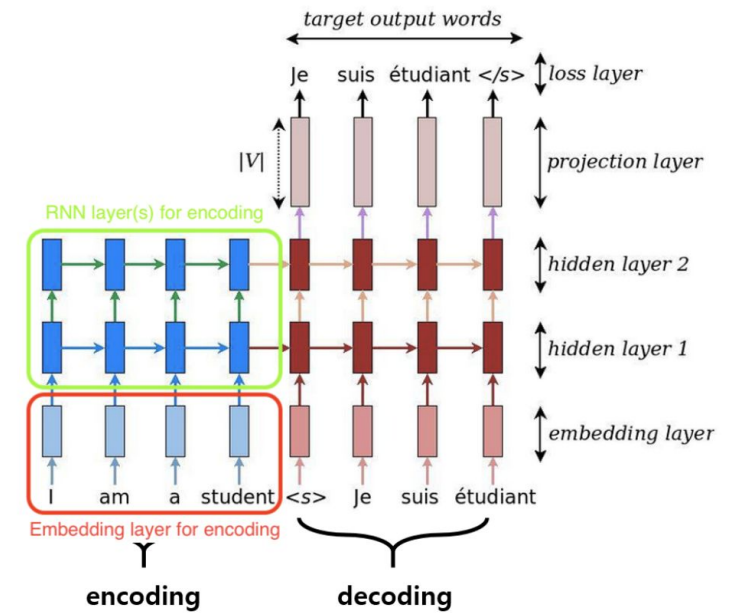 target output words
Je suis étudiant </s> loss layer
|V| projection layer
RNN layer(s) for encoding
hidden layer 2
hidden layer 1
embedding layer
I am a student <s> Je suis étudiant
Embedding layer for encoding
encoding decoding